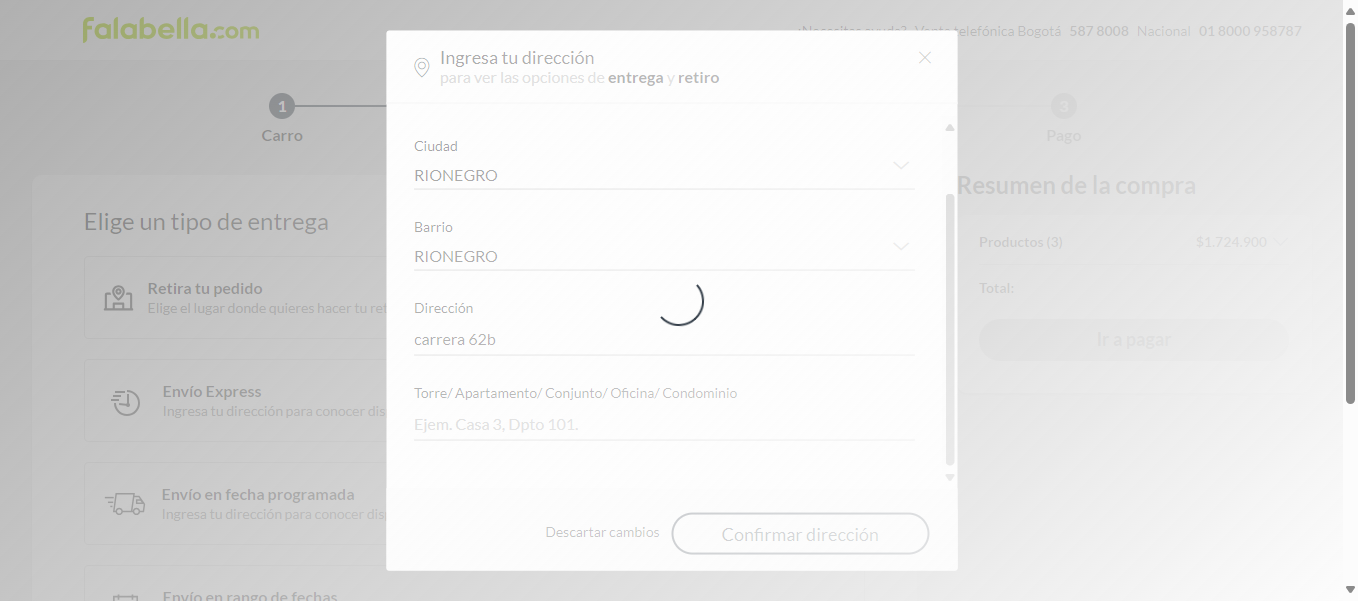 falabella.com
¿Necesitas ayuda? Venta telefónica Bogotá 587 8008 Nacional 01 8000 958787
1
3
Carro
Pago
Ingresa tu dirección
para ver las opciones de entrega y retiro
Ciudad
RIONEGRO
Barrio
RIONEGRO
Dirección
carrera 62b
Torre/ Apartamento/ Conjunto/ Oficina/ Condominio
Ejem. Casa 3, Dpto 101.
Descartar cambios
Confirmar dirección
Elige un tipo de entrega
Retira tu pedido
Elige el lugar donde quieres hacer tu
Envío Express
Ingresa tu dirección para conocer
Envío en fecha programada
Ingresa tu dirección para conocer
Envío en rango de fechas
Resumen de la compra
Productos (3) $1.724.900
Total:
Ir a pagar